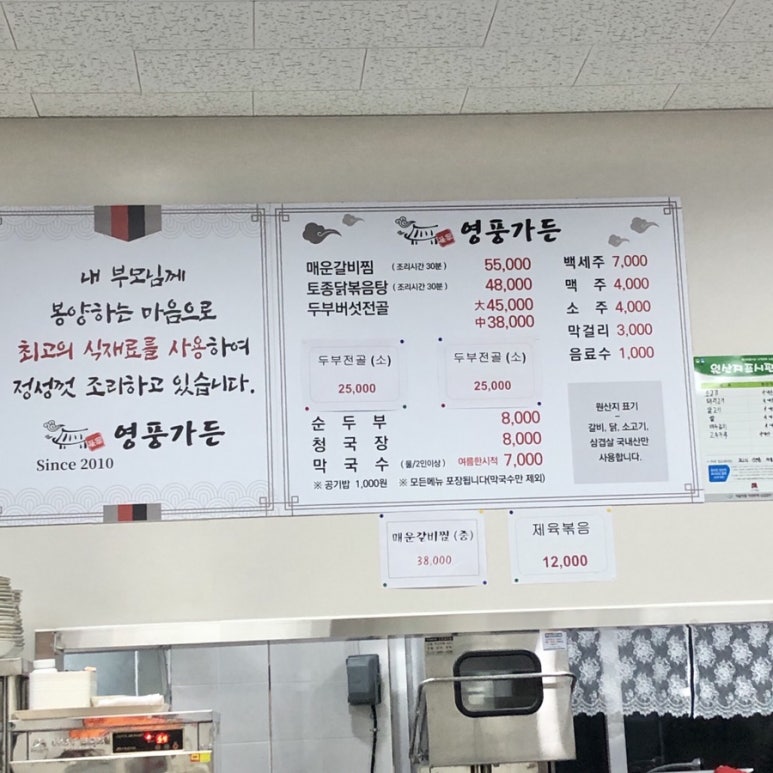 내 부모님께
봉양하는 마음으로
최고의 식재료를 사용하여
정성껏 조리하고 있습니다.
영풍가든
Since 2010
영풍가든
매운갈비찜 (조리시간 30분) 55,000
토종닭볶음탕 (조리시간 30분) 48,000
두부버섯전골 大45,000
中38,000
두부전골 (소)
25,000
두부전골 (소)
25,000
순두부 8,000
청국장 8,000
막국수 (물/2인이상) 여름한시적 7,000
※ 공기밥 1,000원 ※ 모든메뉴 포장됩니다(막국수만 제외)
백세주 7,000
맥주 4,000
소주 4,000
막걸리 3,000
음료수 1,000
원산지 표기
~
갈비, 닭, 소고기,
삼겹살 국내산만
사용합니다.
매운갈비찜 (중)
38,000
제육볶음
12,000
원산지표시판